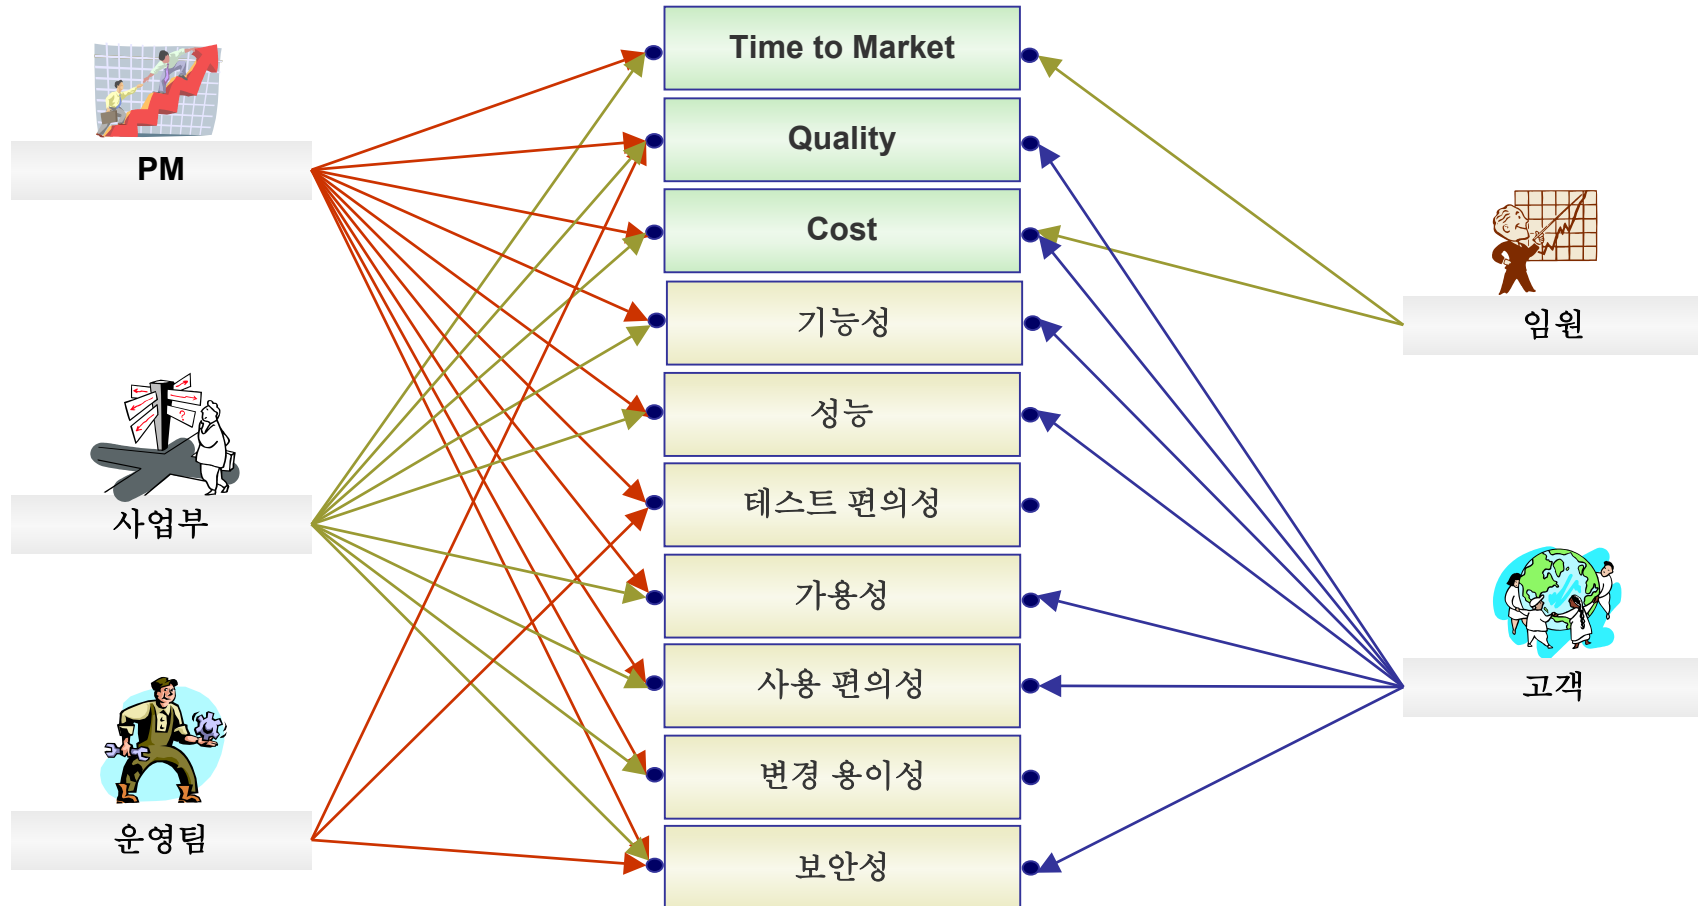 Time to Market
Quality
PM
Cost
기능성
임원
성능
테스트 편의성
사업부
가용성
사용 편의성
고객
변경 용이성
운영팀
보안성
?